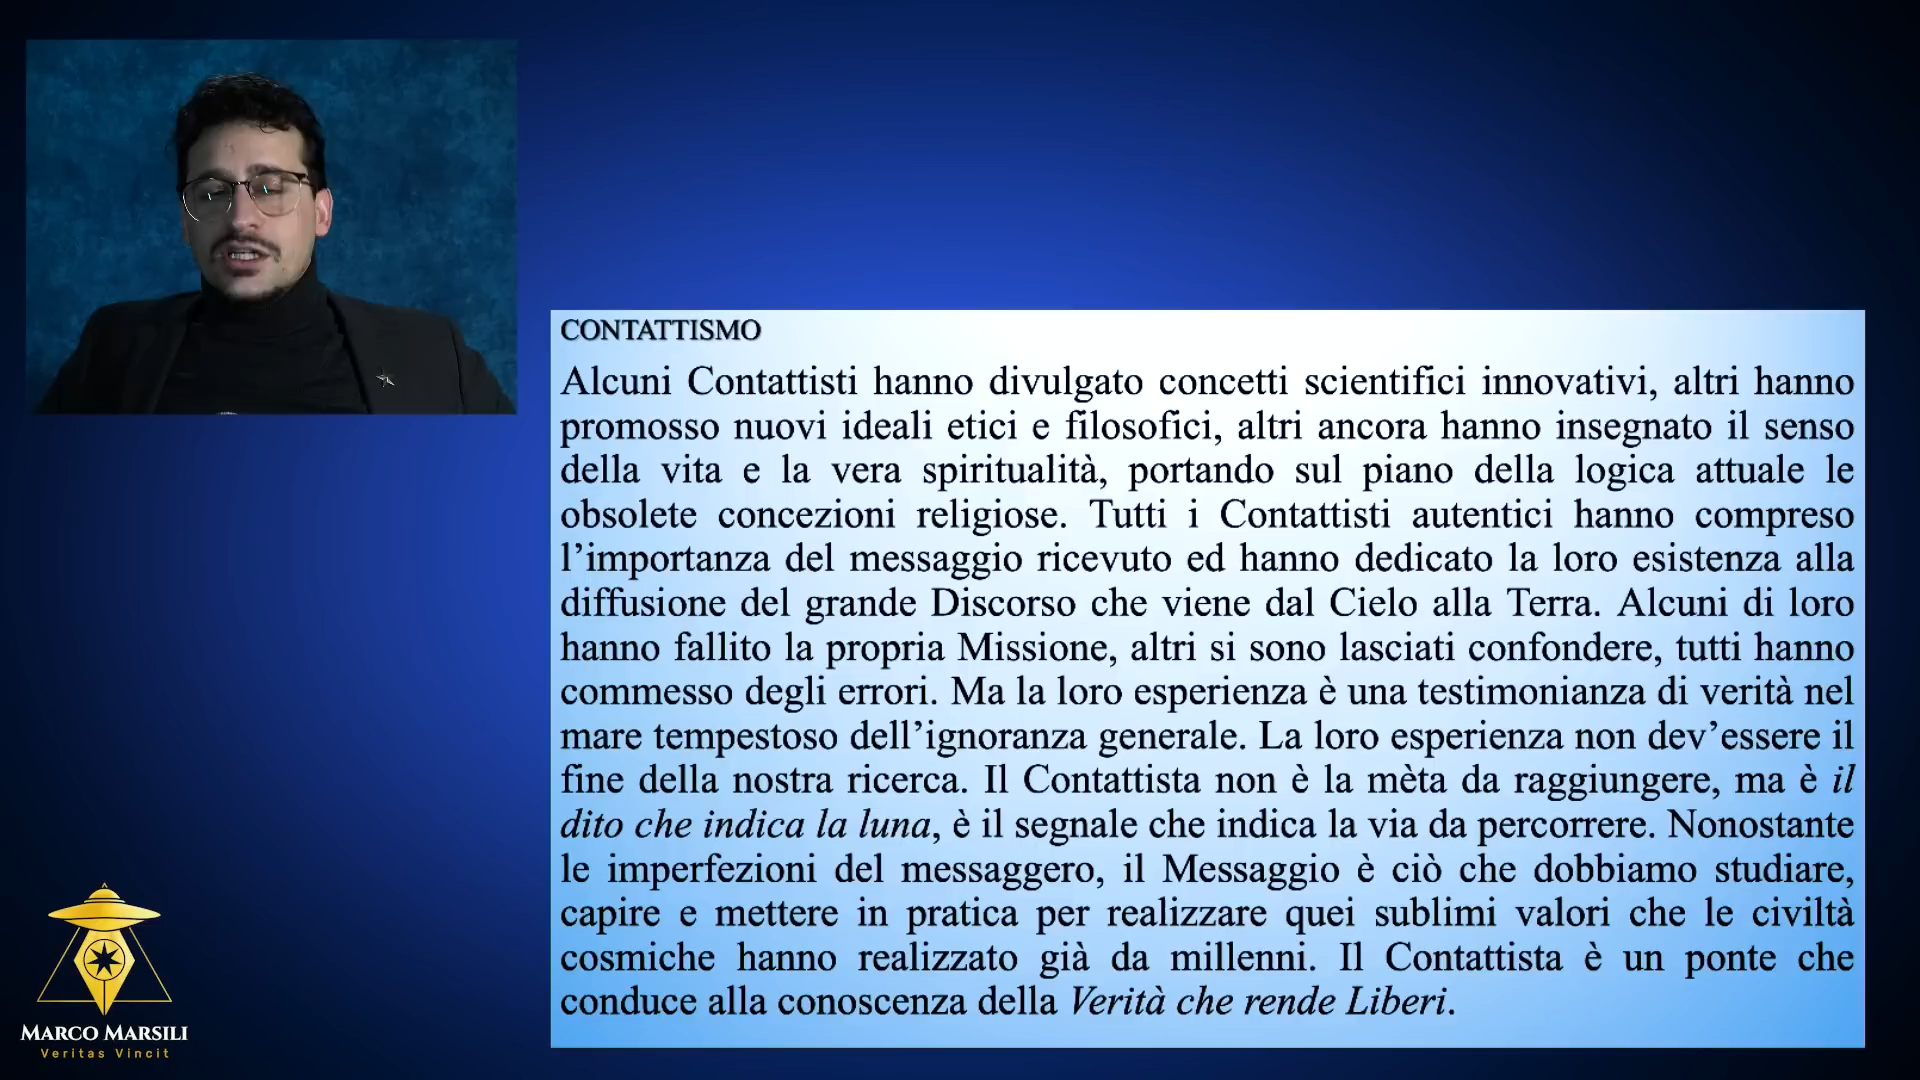 CONTATTISMO
Alcuni Contattisti hanno divulgato concetti scientifici innovativi, altri hanno
promosso nuovi ideali etici e filosofici, altri ancora hanno insegnato il senso
della vita e la vera spiritualità, portando sul piano della logica attuale le
obsolete concezioni religiose. Tutti i Contattisti autentici hanno compreso
l’importanza del messaggio ricevuto ed hanno dedicato la loro esistenza alla
diffusione del grande Discorso che viene dal Cielo alla Terra. Alcuni di loro
hanno fallito la propria Missione, altri si sono lasciati confondere, tutti hanno
commesso degli errori. Ma la loro esperienza è una testimonianza di verità nel
mare tempestoso dell’ignoranza generale. La loro esperienza non dev’essere il
fine della nostra ricerca. Il Contattista non è la mèta da raggiungere, ma è il
dito che indica la luna, è il segnale che indica la via da percorrere. Nonostante
le imperfezioni del messaggero, il Messaggio è ciò che dobbiamo studiare,
capire e mettere in pratica per realizzare quei sublimi valori che le civiltà
cosmiche hanno realizzato già da millenni. Il Contattista è un ponte che
conduce alla conoscenza della Verità che rende Liberi.
MARCO MARSILI
Veritas Vincit